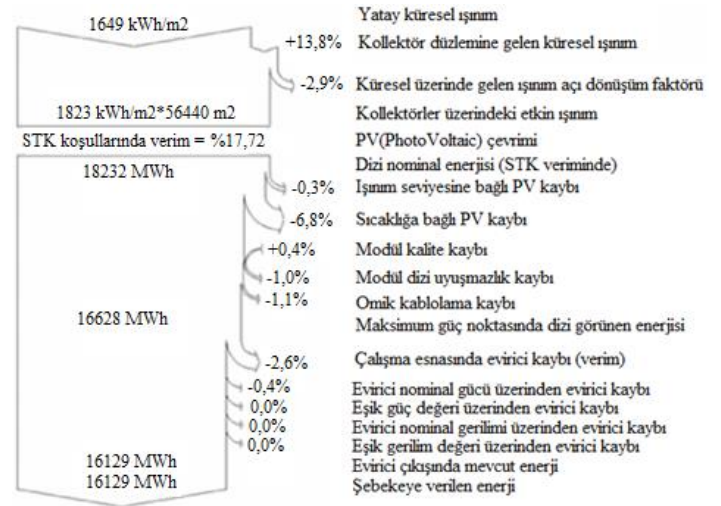 Yatay küresel ışınım
1649 kWh/m2
+13,8% Kollektör düzlemine gelen küresel ışınım
-2,9% Küresel üzerinde gelen ışınım açı dönüşüm faktörü
1823 kWh/m2*56440 m2 Kollektörler üzerindeki etkin ışınım
STK koşullarında verim = %17,72 PV(PhotoVoltaic) çevrimi
Dizi nominal enerjisi (STK veriminde)
18232 MWh
-0,3% Işınım seviyesine bağlı PV kaybı
-6,8% Sıcaklığa bağlı PV kaybı
+0,4% Modül kalite kaybı
-1,0% Modül dizi uyuşmazlık kaybı
-1,1% Omik kablolama kaybı
16628 MWh Maksimum güç noktasında dizi görünen enerjisi
-2,6% Çalışma esnasında evirici kaybı (verim)
-0,4% Evirici nominal gücü üzerinden evirici kaybı
0,0% Eşik güç değeri üzerinden evirici kaybı
0,0% Evirici nominal gerilimi üzerinden evirici kaybı
0,0% Eşik gerilim değeri üzerinden evirici kaybı
16129 MWh Evirici çıkışında mevcut enerji
16129 MWh Şebekeye verilen enerji